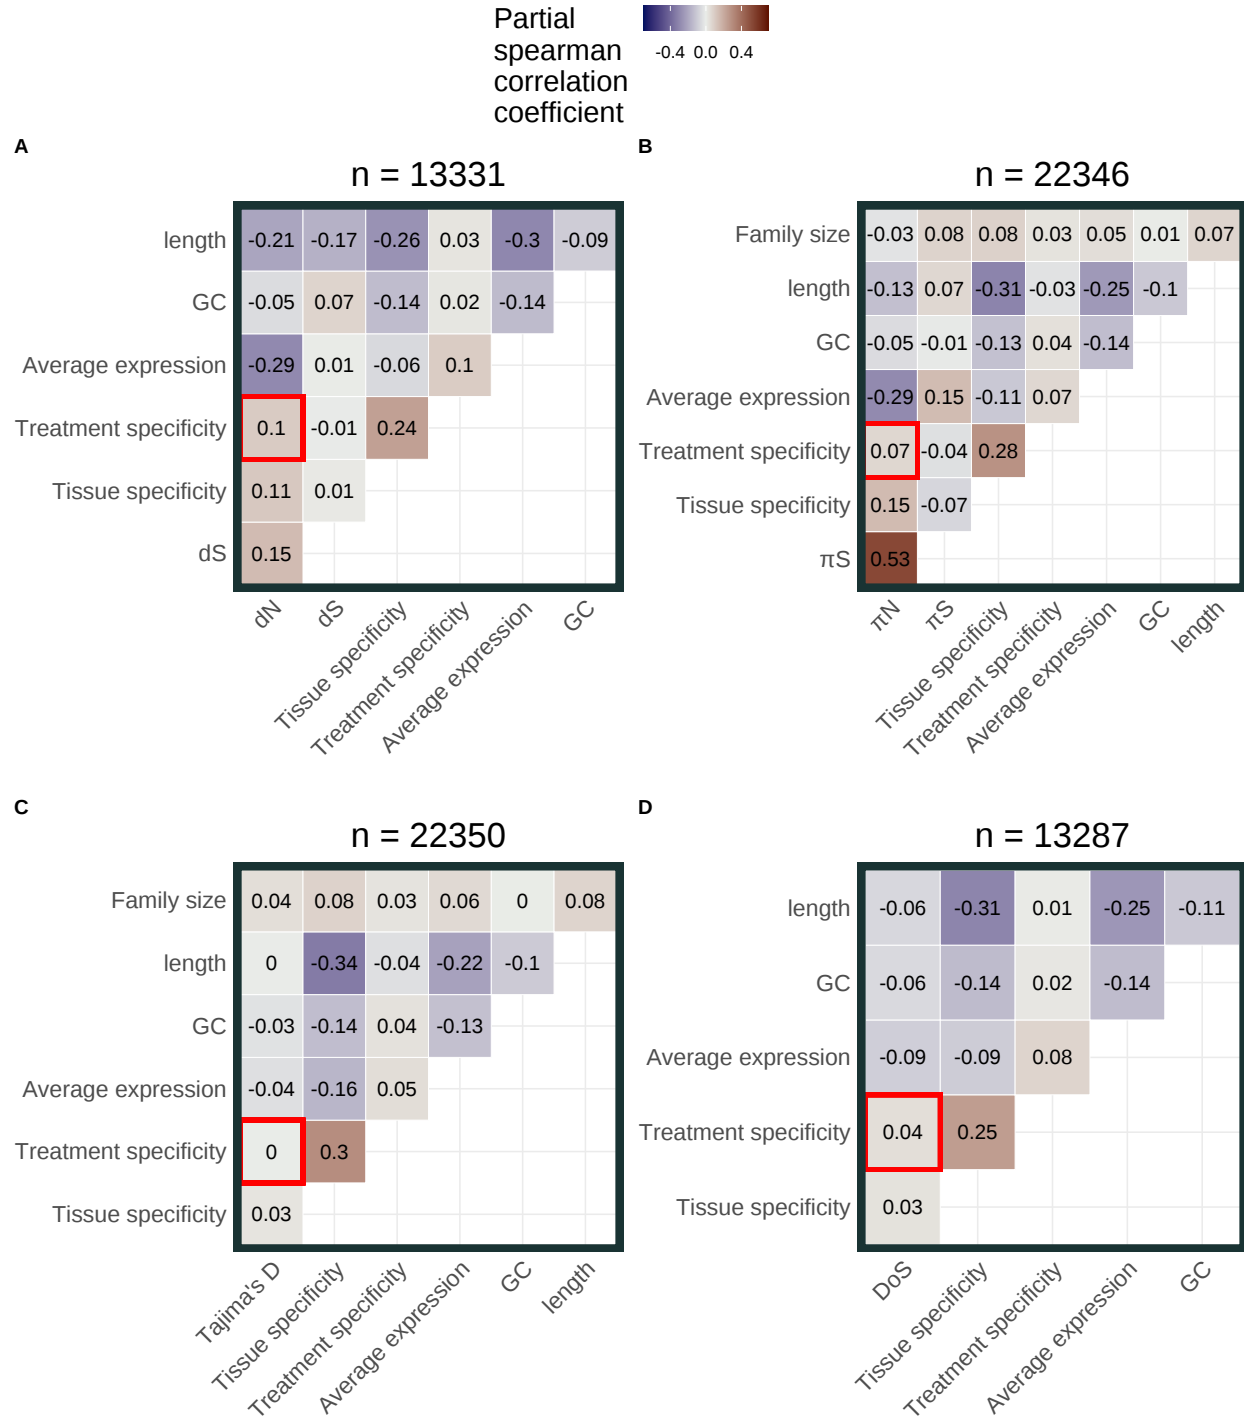 Partial
spearman
correlation
coefficient
-0.4 0.0 0.4
A
n = 13331
length -0.21 -0.17 -0.26 0.03 -0.3 -0.09
GC -0.05 0.07 -0.14 0.02 -0.14
Average expression -0.29 0.01 -0.06 0.1
Treatment specificity 0.1 -0.01 0.24
Tissue specificity 0.11 0.01
dS 0.15
dN
dS
Tissue specificity
Treatment specificity
Average expression
GC
B
n = 22346
Family size -0.03 0.08 0.08 0.03 0.05 0.01 0.07
length -0.13 0.07 -0.31 -0.03 -0.25 -0.1
GC -0.05 -0.01 -0.13 0.04 -0.14
Average expression -0.29 0.15 -0.11 0.07
Treatment specificity 0.07 -0.04 0.28
Tissue specificity 0.15 -0.07
πS 0.53
πN
πS
Tissue specificity
Treatment specificity
Average expression
GC
length
C
n = 22350
Family size 0.04 0.08 0.03 0.06 0 0.08
length 0 -0.34 -0.04 -0.22 -0.1
GC -0.03 -0.14 0.04 -0.13
Average expression -0.04 -0.16 0.05
Treatment specificity 0 0.3
Tissue specificity 0.03
Tajima's D
Tissue specificity
Treatment specificity
Average expression
GC
length
D
n = 13287
length -0.06 -0.31 0.01 -0.25 -0.11
GC -0.06 -0.14 0.02 -0.14
Average expression -0.09 -0.09 0.08
Treatment specificity 0.04 0.25
Tissue specificity 0.03
DoS
Tissue specificity
Treatment specificity
Average expression
GC